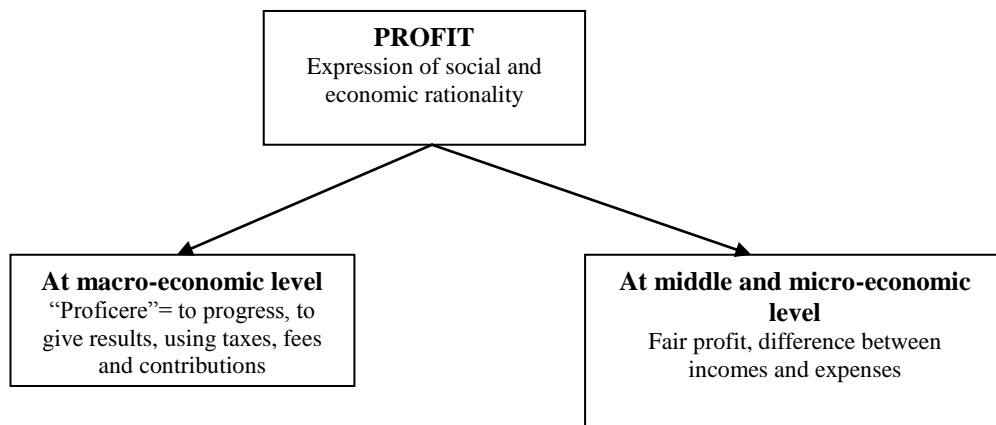 PROFIT
Expression of social and
economic rationality
At macro-economic level
“Proficere”= to progress, to
give results, using taxes, fees
and contributions
At middle and micro-economic
level
Fair profit, difference between
incomes and expenses